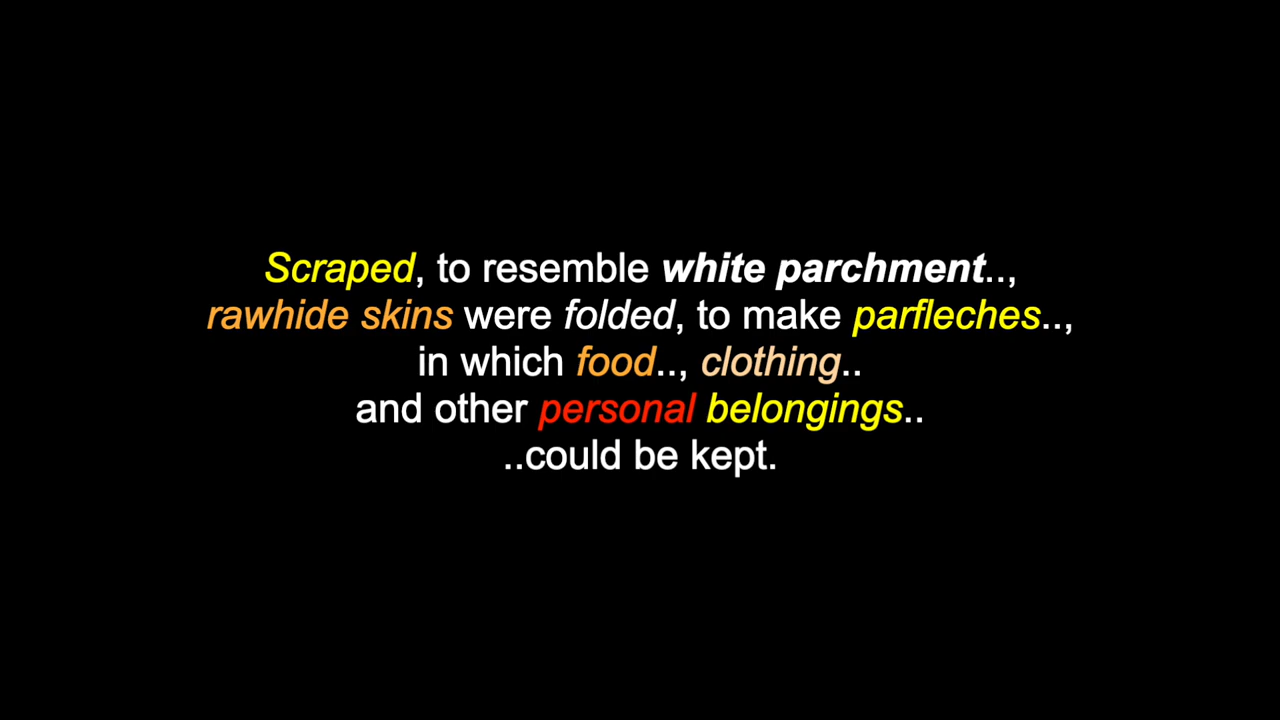 Scraped, to resemble white parchment..,
rawhide skins were folded, to make parfleches..,
in which food.., clothing..
and other personal belongings..
..could be kept.